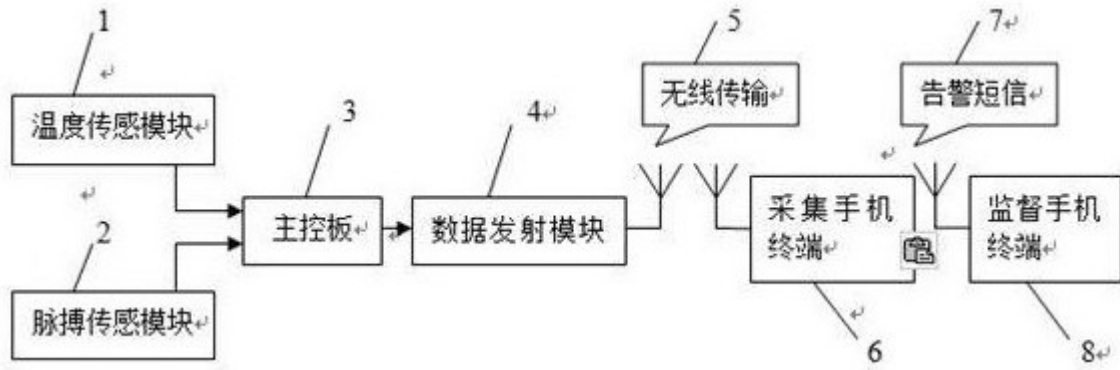 1
温度传感模块
2
脉搏传感模块
3
主控板
4
数据发射模块
5
无线传输
采集手机
终端
6
7
告警短信
监督手机
终端
8